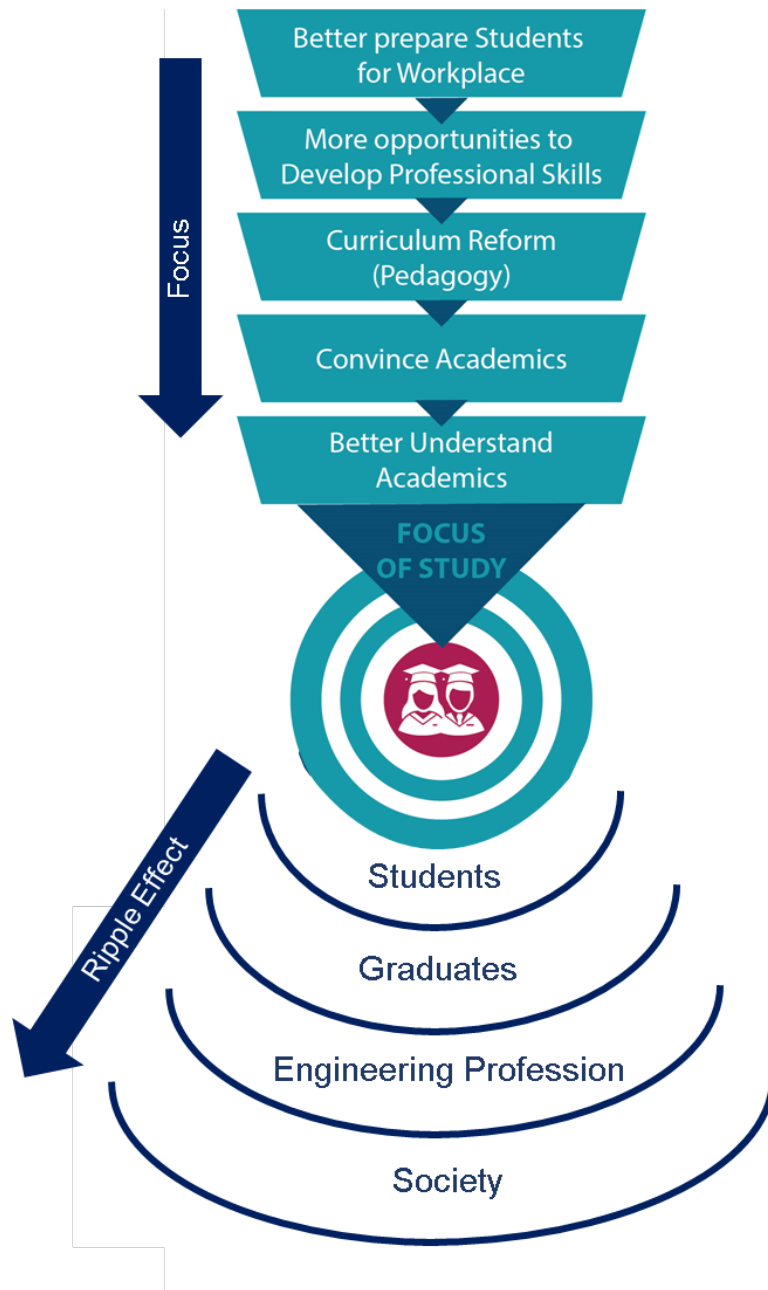 Better prepare Students
for Workplace
More opportunities to
Develop Professional Skills
Curriculum Reform
(Pedagogy)
Convince Academics
Better Understand
Academics
Focus
FOCUS
OF STUDY
Ripple Effect
Students
Graduates
Engineering Profession
Society